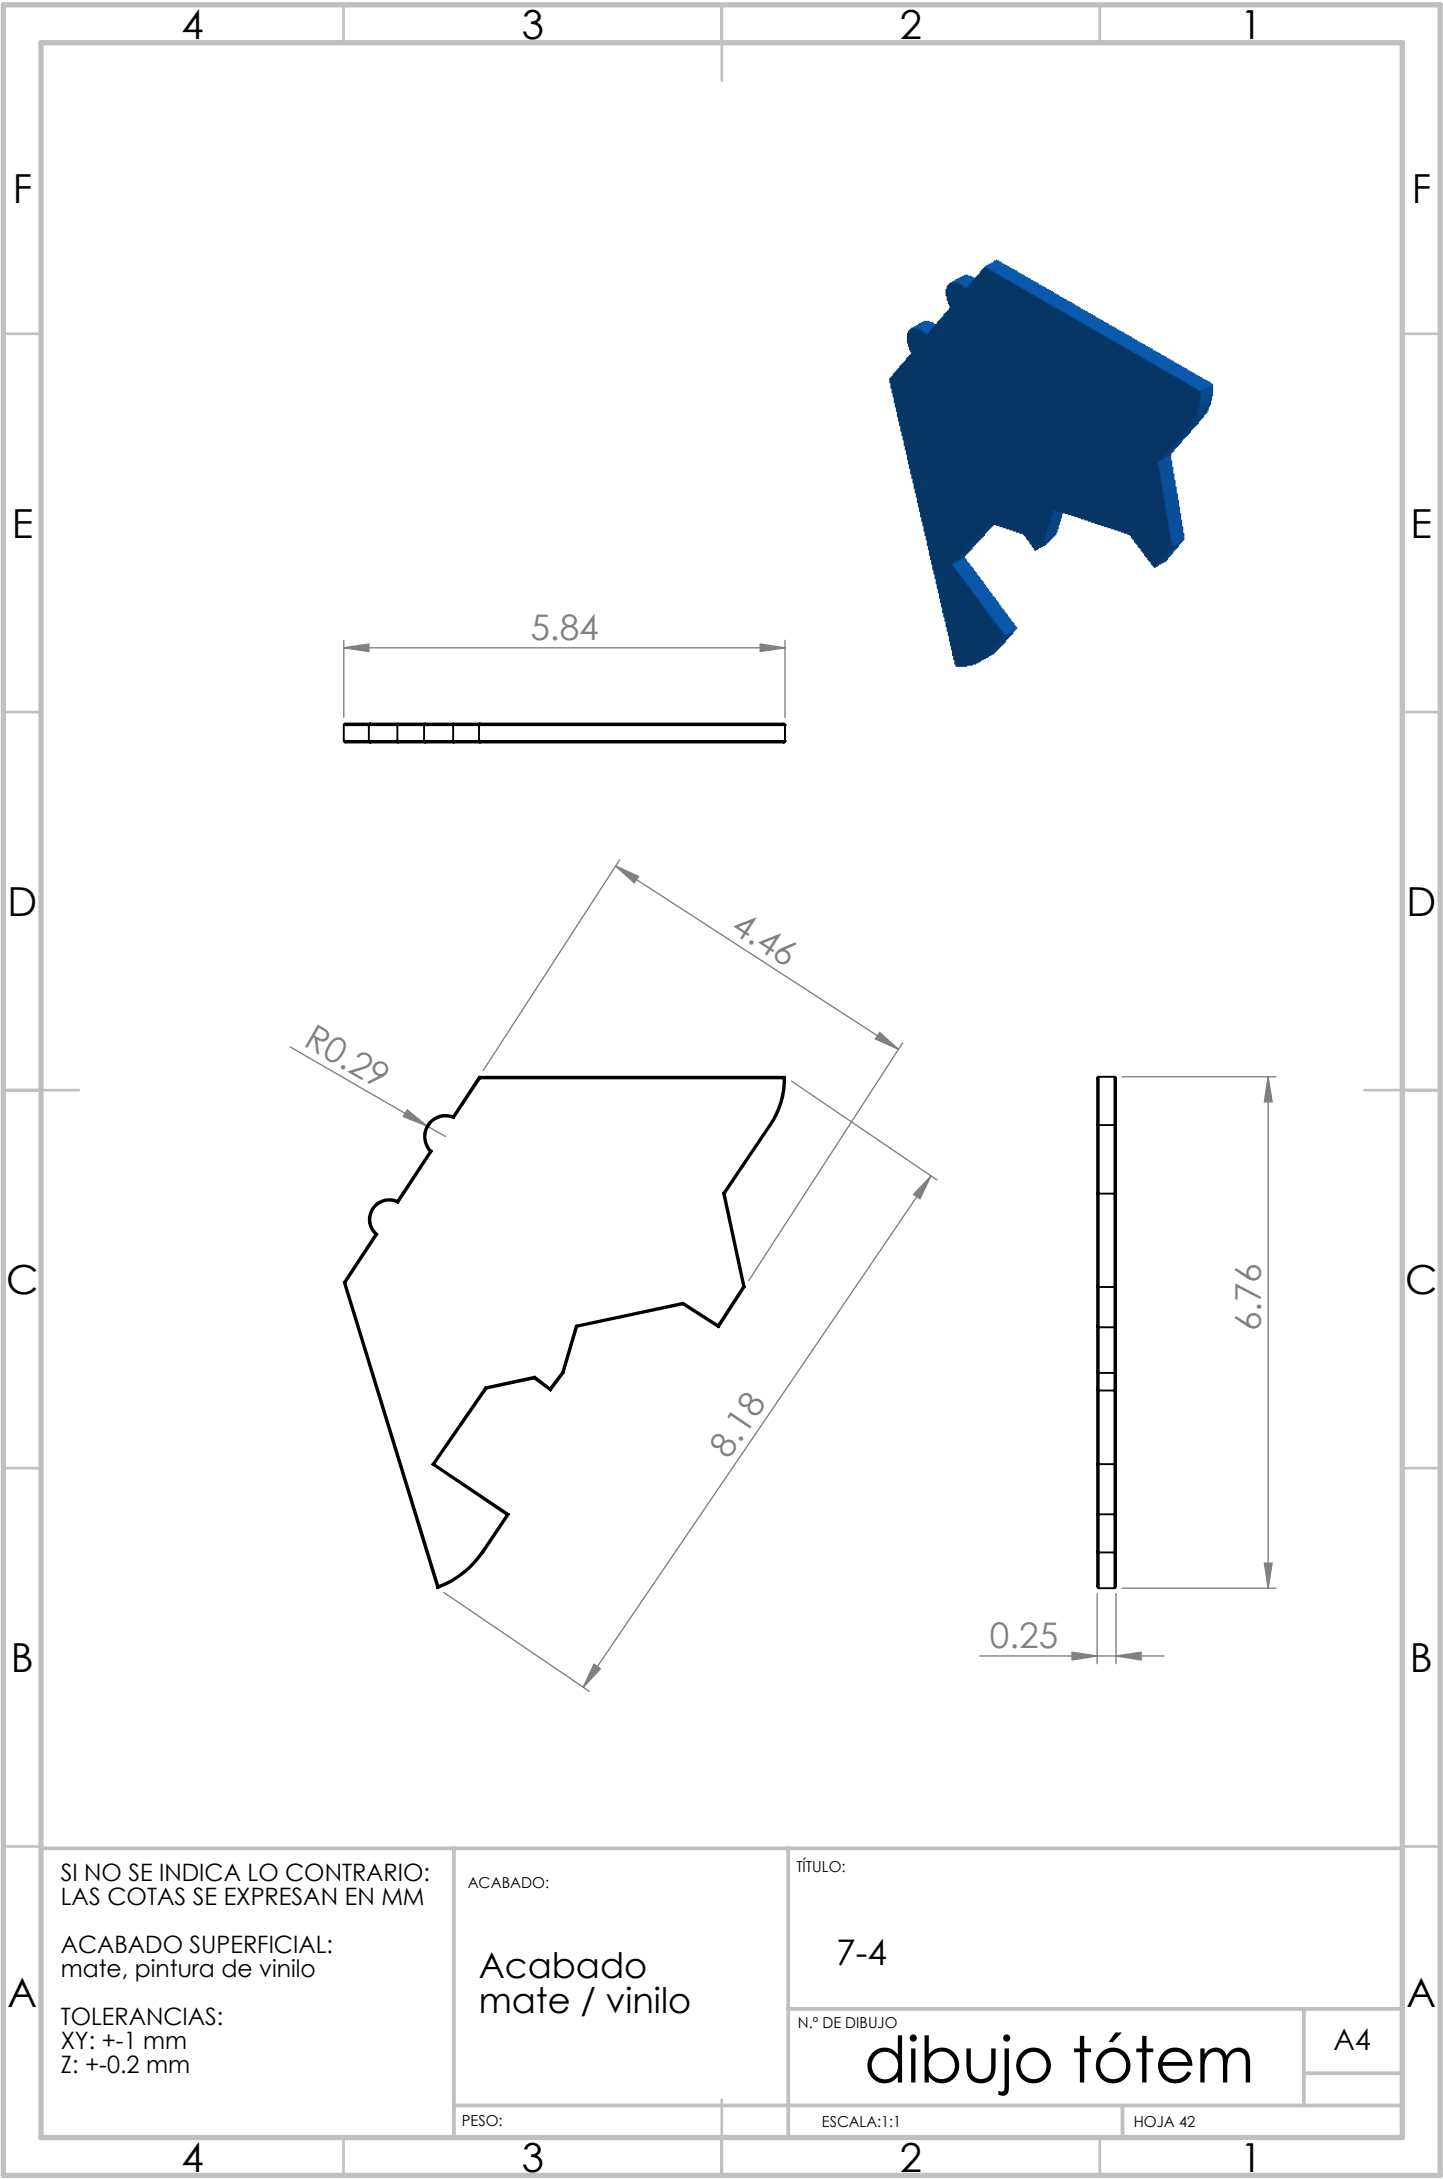 4 3 2 1
F F
E E
D D
C C
B B
A A
5.84
4.46
R0.29
8.18
6.76
0.25
SI NO SE INDICA LO CONTRARIO:
LAS COTAS SE EXPRESAN EN MM
ACABADO SUPERFICIAL:
mate, pintura de vinilo
TOLERANCIAS:
XY: +-1 mm
Z: +-0.2 mm
ACABADO:
Acabado
mate / vinilo
PESO:
TÍTULO:
7-4
N.º DE DIBUJO
dibujo tótem
A4
ESCALA:1:1
HOJA 42
4 3 2 1